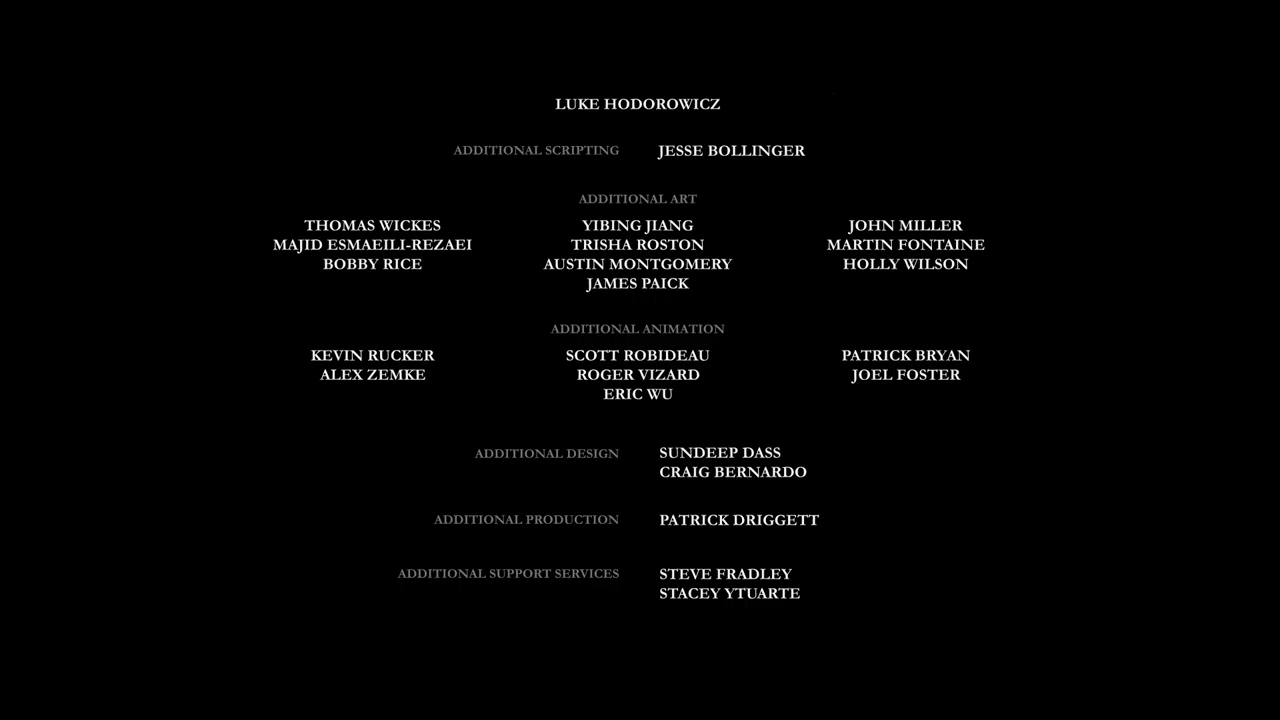 LUKE HODOROWICZ
ADDITIONAL SCRIPTING JESSE BOLLINGER
ADDITIONAL ART
THOMAS WICKES YIBING JIANG JOHN MILLER
MAJID ESMAEILI-REZAEI TRISHA ROSTON MARTIN FONTAINE
BOBBY RICE AUSTIN MONTGOMERY HOLLY WILSON
JAMES PAICK
ADDITIONAL ANIMATION
KEVIN RUCKER SCOTT ROBIDEAU PATRICK BRYAN
ALEX ZEMKE ROGER VIZARD JOEL FOSTER
ERIC WU
ADDITIONAL DESIGN SUNDEEP DASS
CRAIG BERNARDO
ADDITIONAL PRODUCTION PATRICK DRIGGETT
ADDITIONAL SUPPORT SERVICES STEVE FRADLEY
STACEY YTUARTE